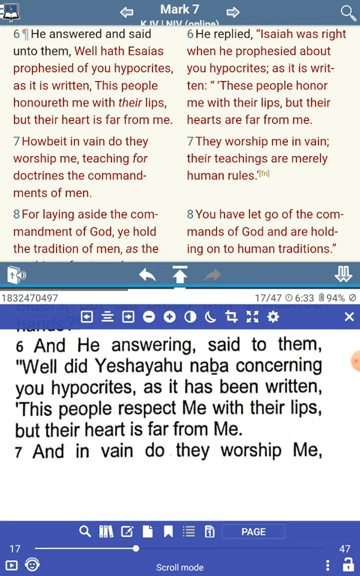 Mark 7
KJV | NIV (online)
6 ¶ He answered and said
unto them, Well hath Esaias
prophesied of you hypocrites,
as it is written, This people
honoureth me with their lips,
but their heart is far from me.
7 Howbeit in vain do they
worship me, teaching for
doctrines the command-
ments of men.
8 For laying aside the com-
mandment of God, ye hold
the tradition of men, as the
6 He replied, “Isaiah was right
when he prophesied about
you hypocrites; as it is writ-
ten: “ ‘These people honor
me with their lips, but their
hearts are far from me.
7 They worship me in vain;
their teachings are merely
human rules.’[fn]
8 You have let go of the com-
mands of God and are hold-
ing on to human traditions.”
1832470497 17/47 6:33 94%
hands?"
6 And He answering, said to them,
"Well did Yeshayahu naḇa concerning
you hypocrites, as it has been written,
'This people respect Me with their lips,
but their heart is far from Me.
7 And in vain do they worship Me,
PAGE
17 47
Scroll mode